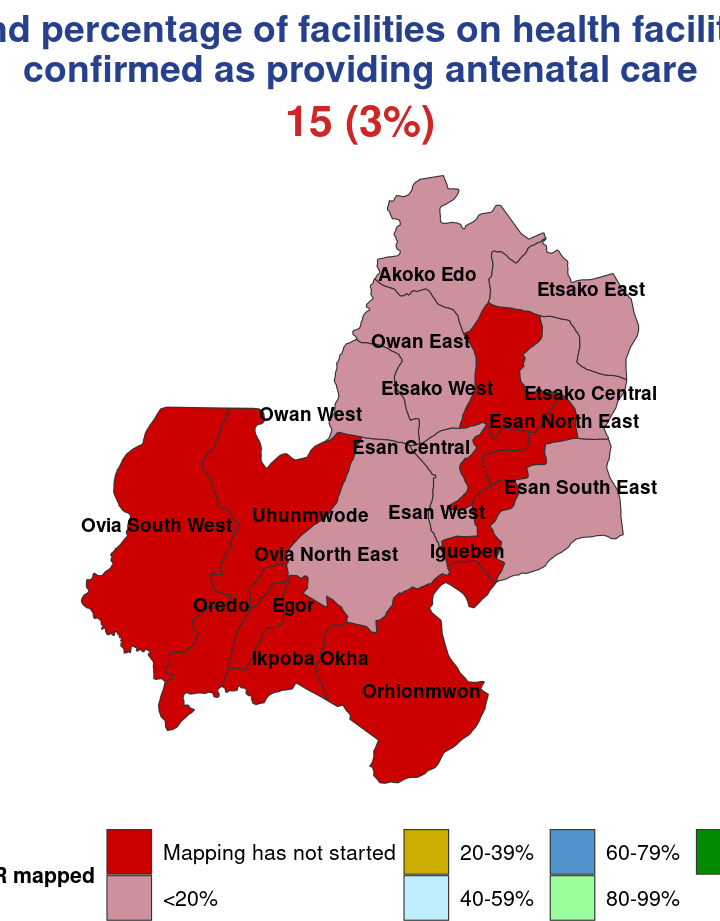 percentage of facilities on health
confirmed as providing antenatal care
15 (3%)
Akoko Edo
Etsako East
Owan East
Etsako West
Etsako Central
Owan West
Esan North East
Esan Central
Esan South East
Uhunmwode
Esan West
Ovia South West
Ovia North East
Igueben
Oredo
Egor
Ikpoba Okha
Orhionmwon
Mapping has not started
20-39%
60-79%
mapped
<20%
40-59%
80-99%